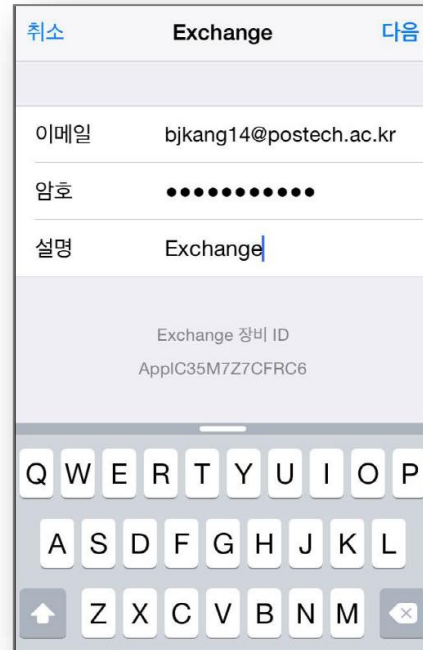 취소 Exchange 다음
이메일 bjkang14@postech.ac.kr
암호 ●●●●●●●●●●●
설명 Exchange
Exchange 장비 ID
ApplC35M7Z7CFRC6
Q W E R T Y U I O P
A S D F G H J K L
Z X C V B N M